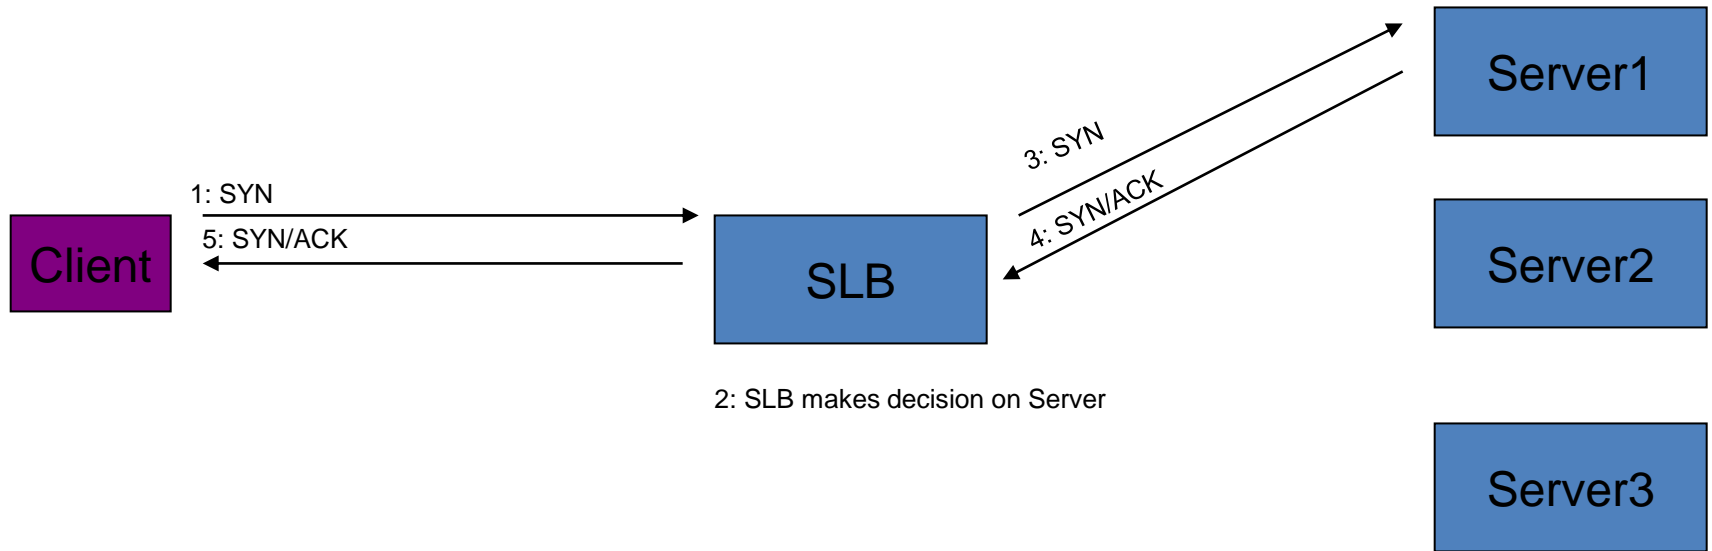 Server1
3: SYN
4: SYN/ACK
1: SYN
5: SYN/ACK
Client
SLB
Server2
2: SLB makes decision on Server
Server3